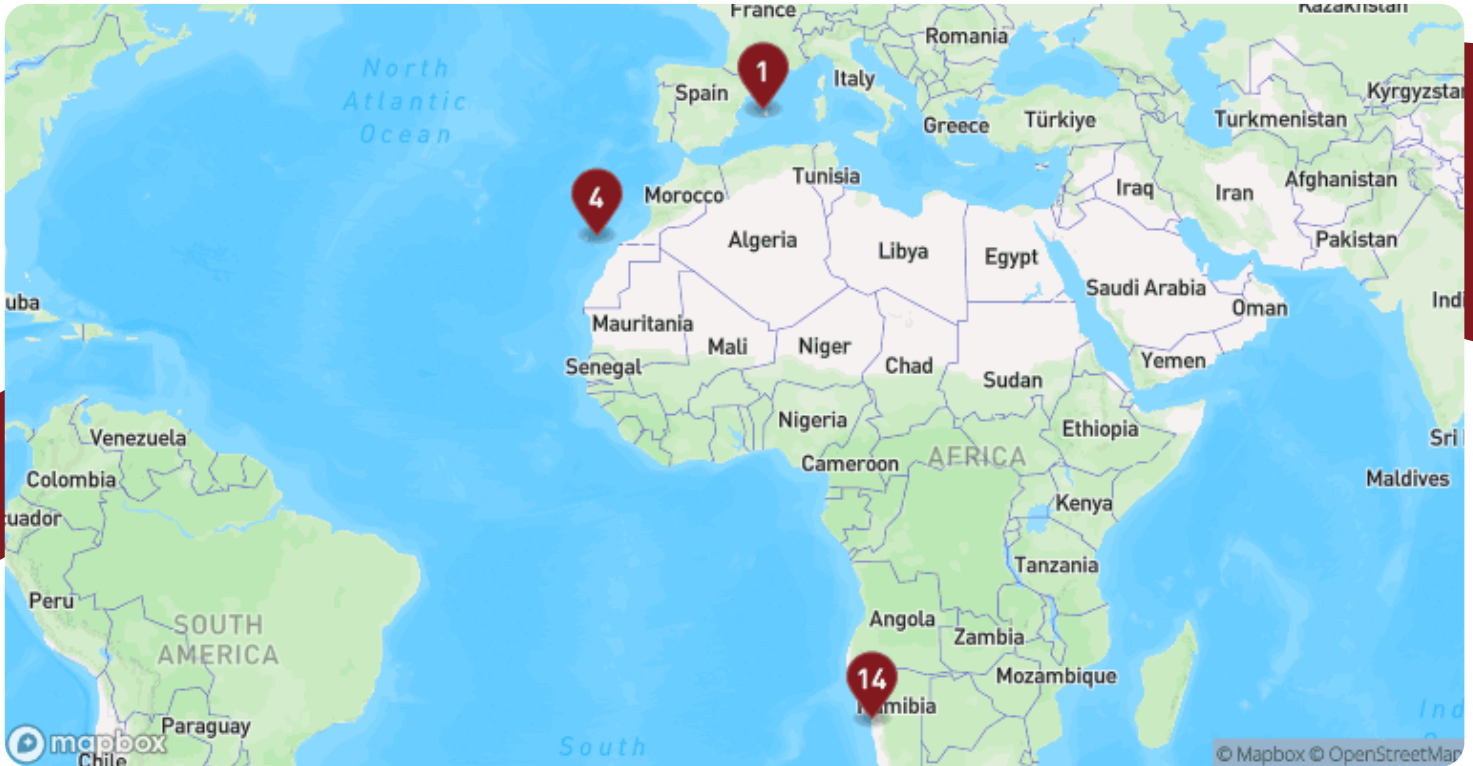 France
Kazakhstan
Romania
1
North
Atlantic
Ocean
Spain
Italy
Kyrgyzstan
Greece
Türkiye
Turkmenistan
4
Morocco
Tunisia
Iraq
Iran
Afghanistan
Algeria
Libya
Egypt
Pakistan
Saudi Arabia
uba
Oman
Indi
Mauritania
Mali
Niger
Chad
Yemen
Senegal
Sudan
Nigeria
Ethiopia
Venezuela
Sri
Cameroon
AFRICA
Colombia
Maldives
Kenya
cuador
Tanzania
Peru
Angola
SOUTH
AMERICA
Zambia
14
Mozambique
Namibia
Paraguay
South
Ind
mapbox
Chile
© Mapbox © OpenStreetMap